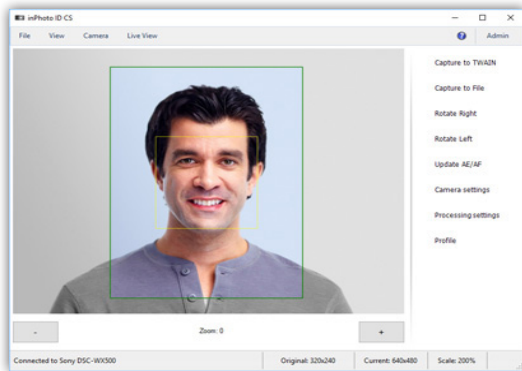 inPhoto ID CS
File View Camera Live View ? Admin
Capture to TWAIN
Capture to File
Rotate Right
Rotate Left
Update AE/AF
Camera settings
Processing settings
Profile
- Zoom: 0 +
Connected to Sony DSC-WX500 Original: 320x240 Current: 640x480 Scale: 200%